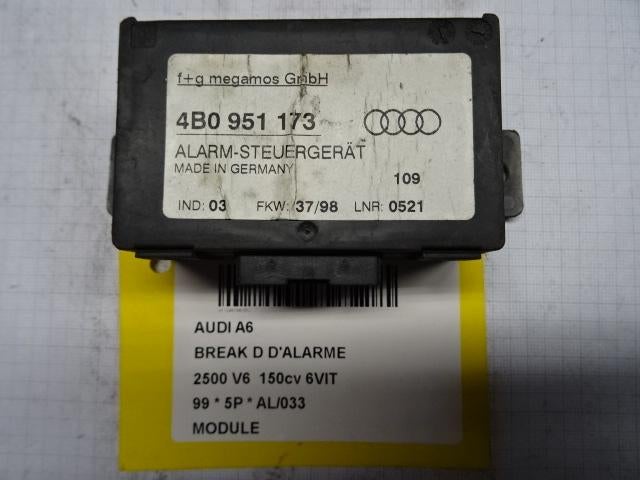 f+g megamos GmbH
4B0 951 173
ALARM-STEUERGERÄT
MADE IN GERMANY
109
IND: 03 FKW: 37/98 LNR: 0521
AUDI A6
BREAK D D'ALARME
2500 V6 150cv 6VIT
99 * 5P * AL/033
MODULE